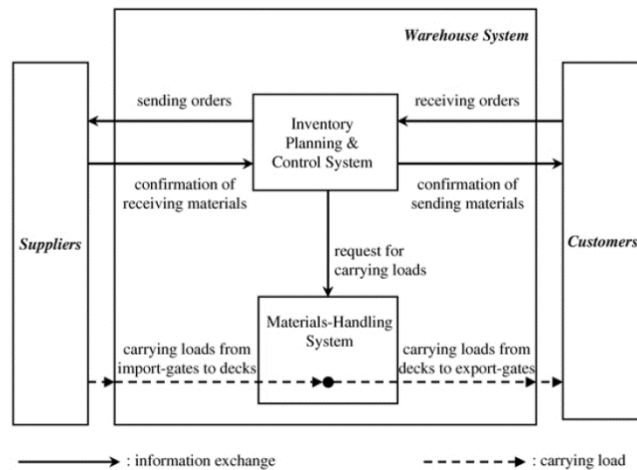 Warehouse System
sending orders
receiving orders
Inventory
Planning &
Control System
confirmation of
receiving materials
confirmation of
sending materials
Suppliers
Customers
request for
carrying loads
Materials-Handling
System
carrying loads from
import-gates to decks
carrying loads from
decks to export-gates
: information exchange
: carrying load